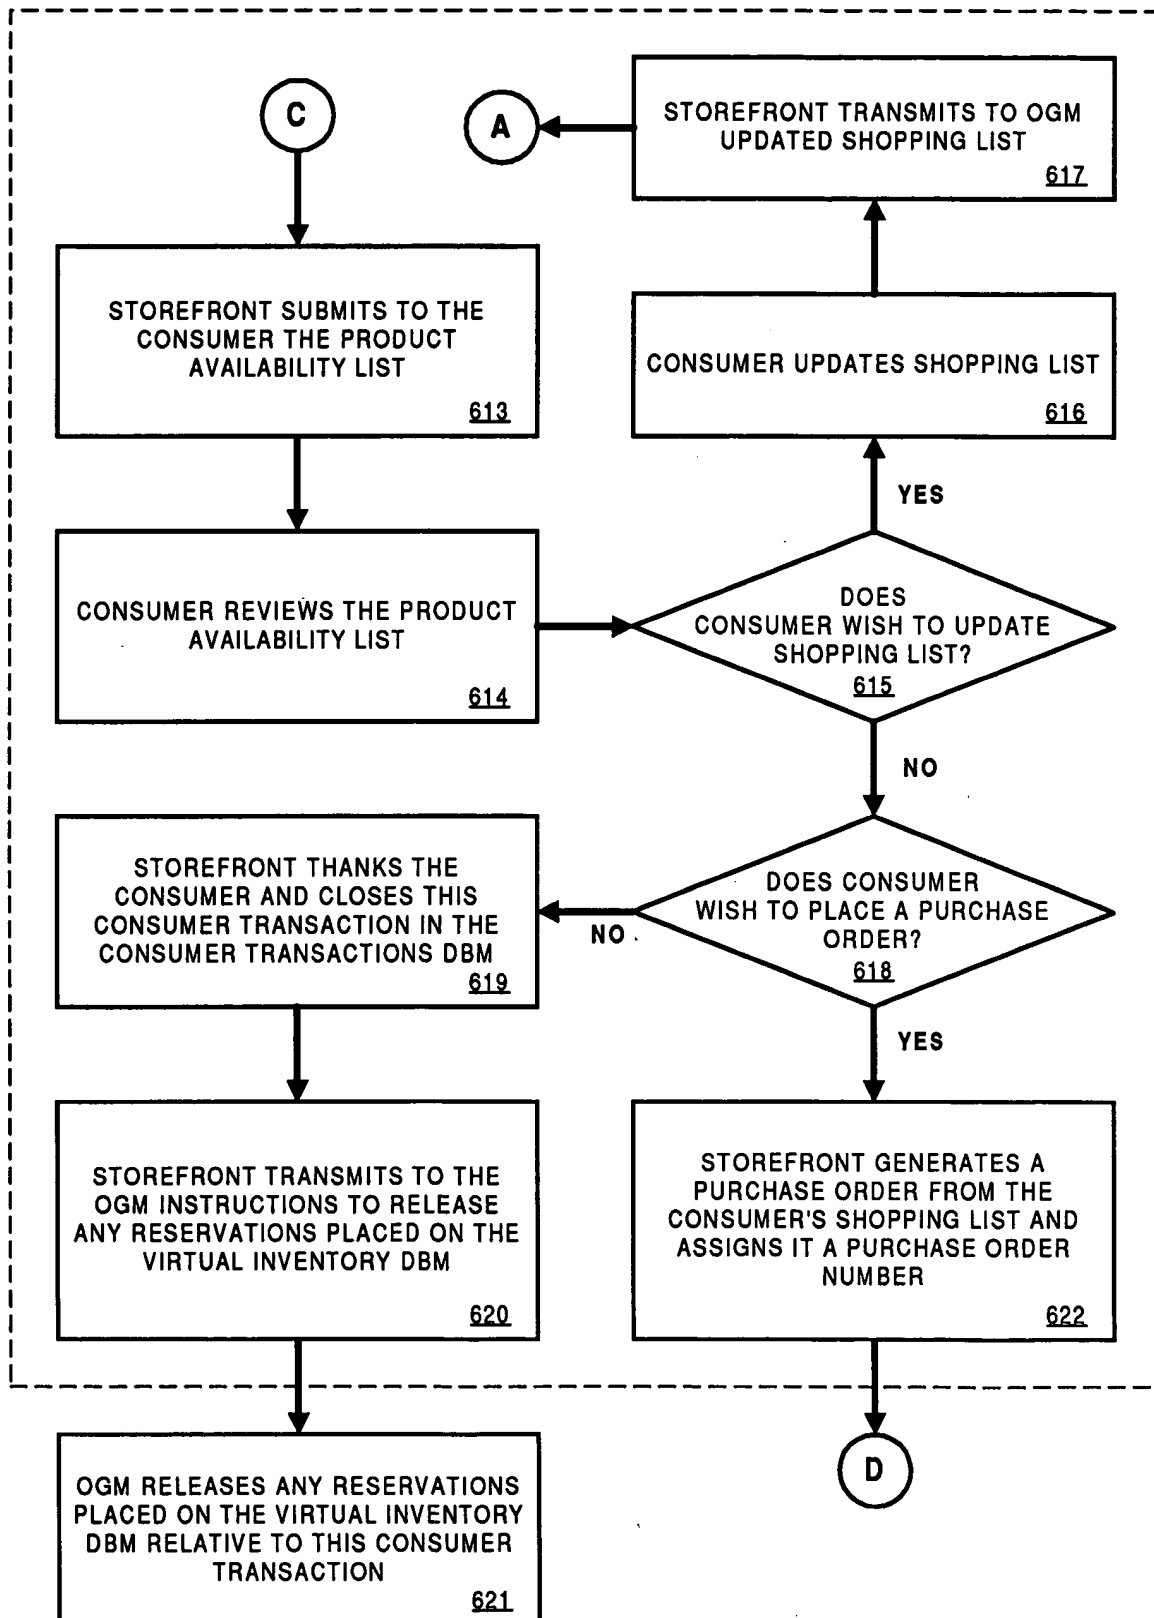 C
A
STOREFRONT TRANSMITS TO OGM
UPDATED SHOPPING LIST
617
STOREFRONT SUBMITS TO THE
CONSUMER THE PRODUCT
AVAILABILITY LIST
613
CONSUMER UPDATES SHOPPING LIST
616
YES
CONSUMER REVIEWS THE PRODUCT
AVAILABILITY LIST
614
DOES
CONSUMER WISH TO UPDATE
SHOPPING LIST?
615
NO
STOREFRONT THANKS THE
CONSUMER AND CLOSES THIS
CONSUMER TRANSACTION IN THE
CONSUMER TRANSACTIONS DBM
619
NO
DOES CONSUMER
WISH TO PLACE A PURCHASE
ORDER?
618
YES
STOREFRONT TRANSMITS TO THE
OGM INSTRUCTIONS TO RELEASE
ANY RESERVATIONS PLACED ON THE
VIRTUAL INVENTORY DBM
620
STOREFRONT GENERATES A
PURCHASE ORDER FROM THE
CONSUMER'S SHOPPING LIST AND
ASSIGNS IT A PURCHASE ORDER
NUMBER
622
OGM RELEASES ANY RESERVATIONS
PLACED ON THE VIRTUAL INVENTORY
DBM RELATIVE TO THIS CONSUMER
TRANSACTION
621
D